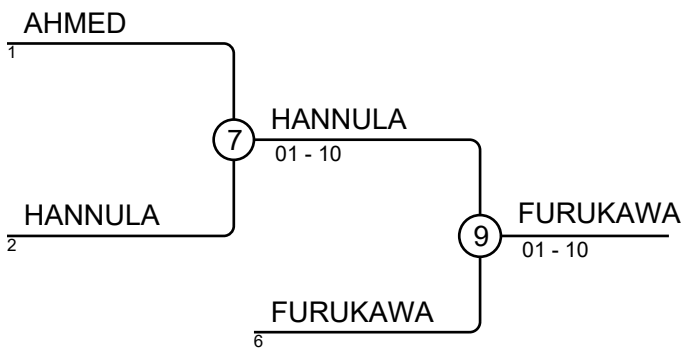 AHMED
1
7
HANNULA
01 - 10
HANNULA
2
9
FURUKAWA
01 - 10
FURUKAWA
6